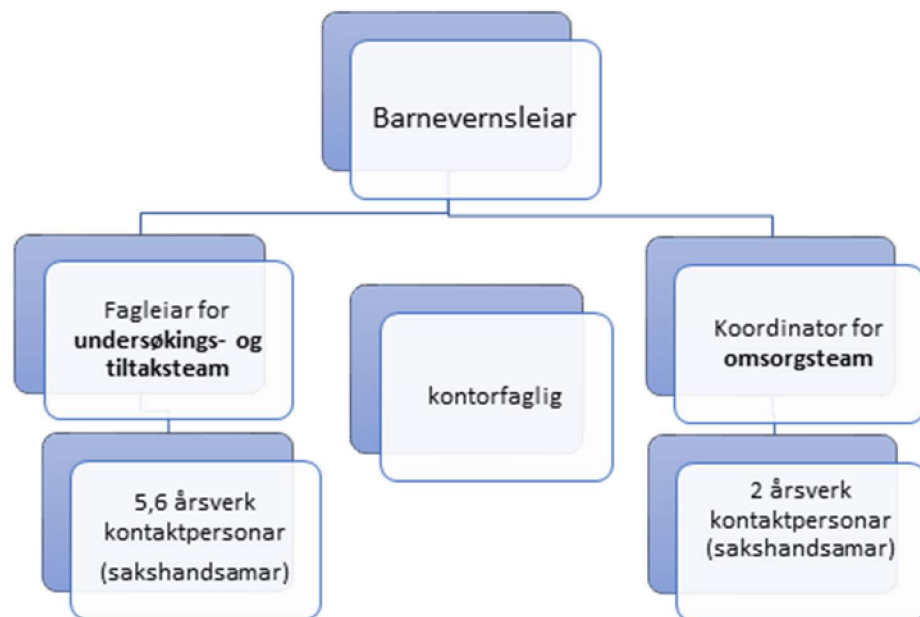 Barnevernsleiar
Fagleiar for
undersøkings- og
tiltaksteam
kontorfaglig
Koordinator for
omsorgsteam
5,6 årsverk
kontaktpersonar
(sakshandsamar)
2 årsverk
kontaktpersonar
(sakshandsamar)